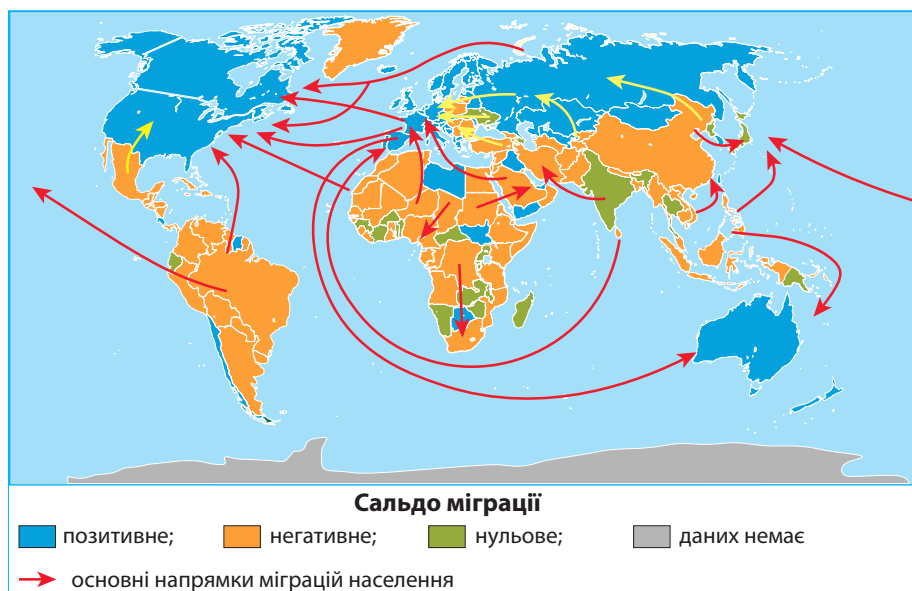 Сальдо міграції
позитивне; негативне; нульове; даних немає
основні напрямки міграцій населення